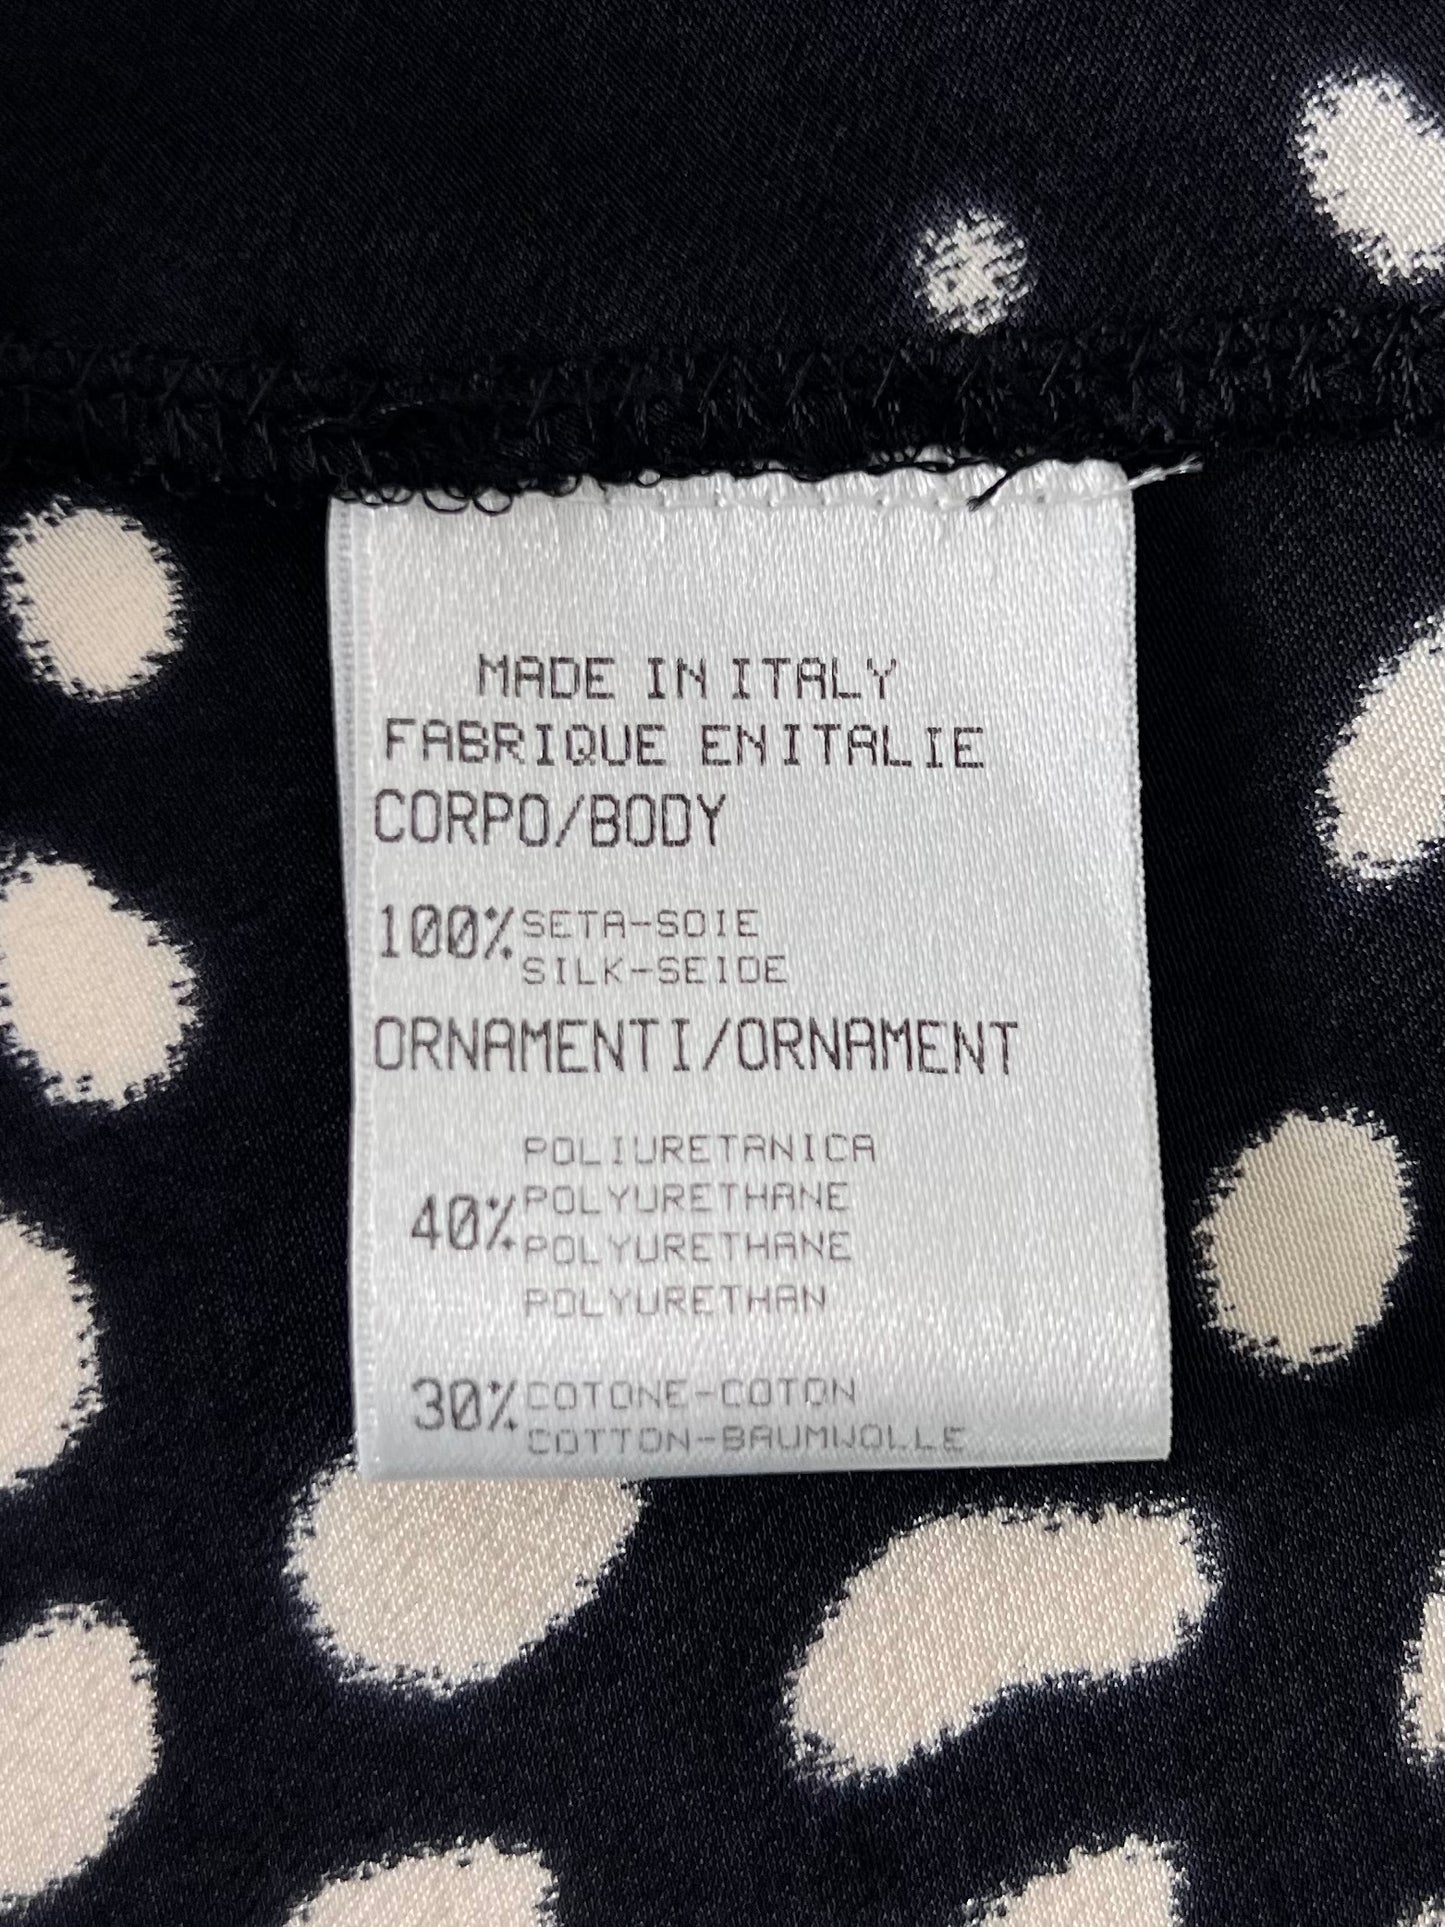 MADE IN ITALY
FABRIQUE EN ITALIE
CORPO/BODY
100% SETA-SOIE
SILK-SEIDE
ORNAMENTI/ORNAMENT
POLIURETANICA
40% POLYURETHANE
POLYURETHANE
POLYURETHAN
30% COTONE-COTON
COTTON-BAUMWOLLE